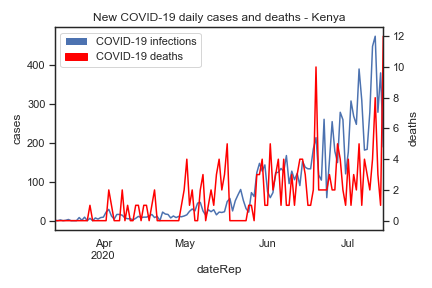 New COVID-19 daily cases and deaths - Kenya
COVID-19 infections
COVID-19 deaths
400
300
200
100
0
cases
12
10
8
6
4
2
0
deaths
Apr
2020
May
Jun
Jul
dateRep